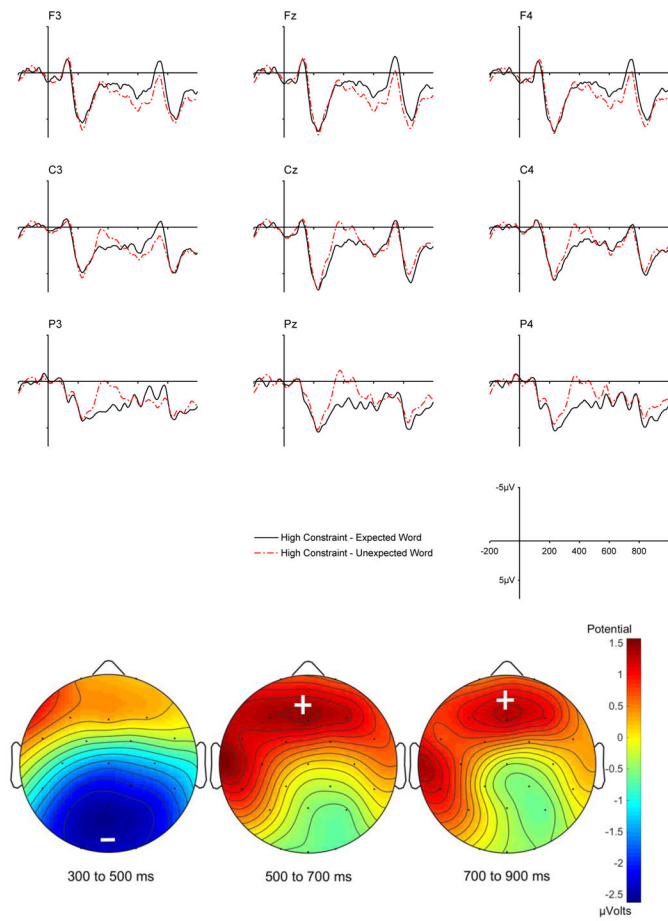 F3 Fz F4
C3 Cz C4
P3 Pz P4
-5µV
-200 200 400 600 800
5µV
High Constraint - Expected Word
High Constraint - Unexpected Word
Potential
1.5
1
0.5
0
-0.5
-1
-1.5
-2
-2.5
µVolts
+ +
−
300 to 500 ms 500 to 700 ms 700 to 900 ms